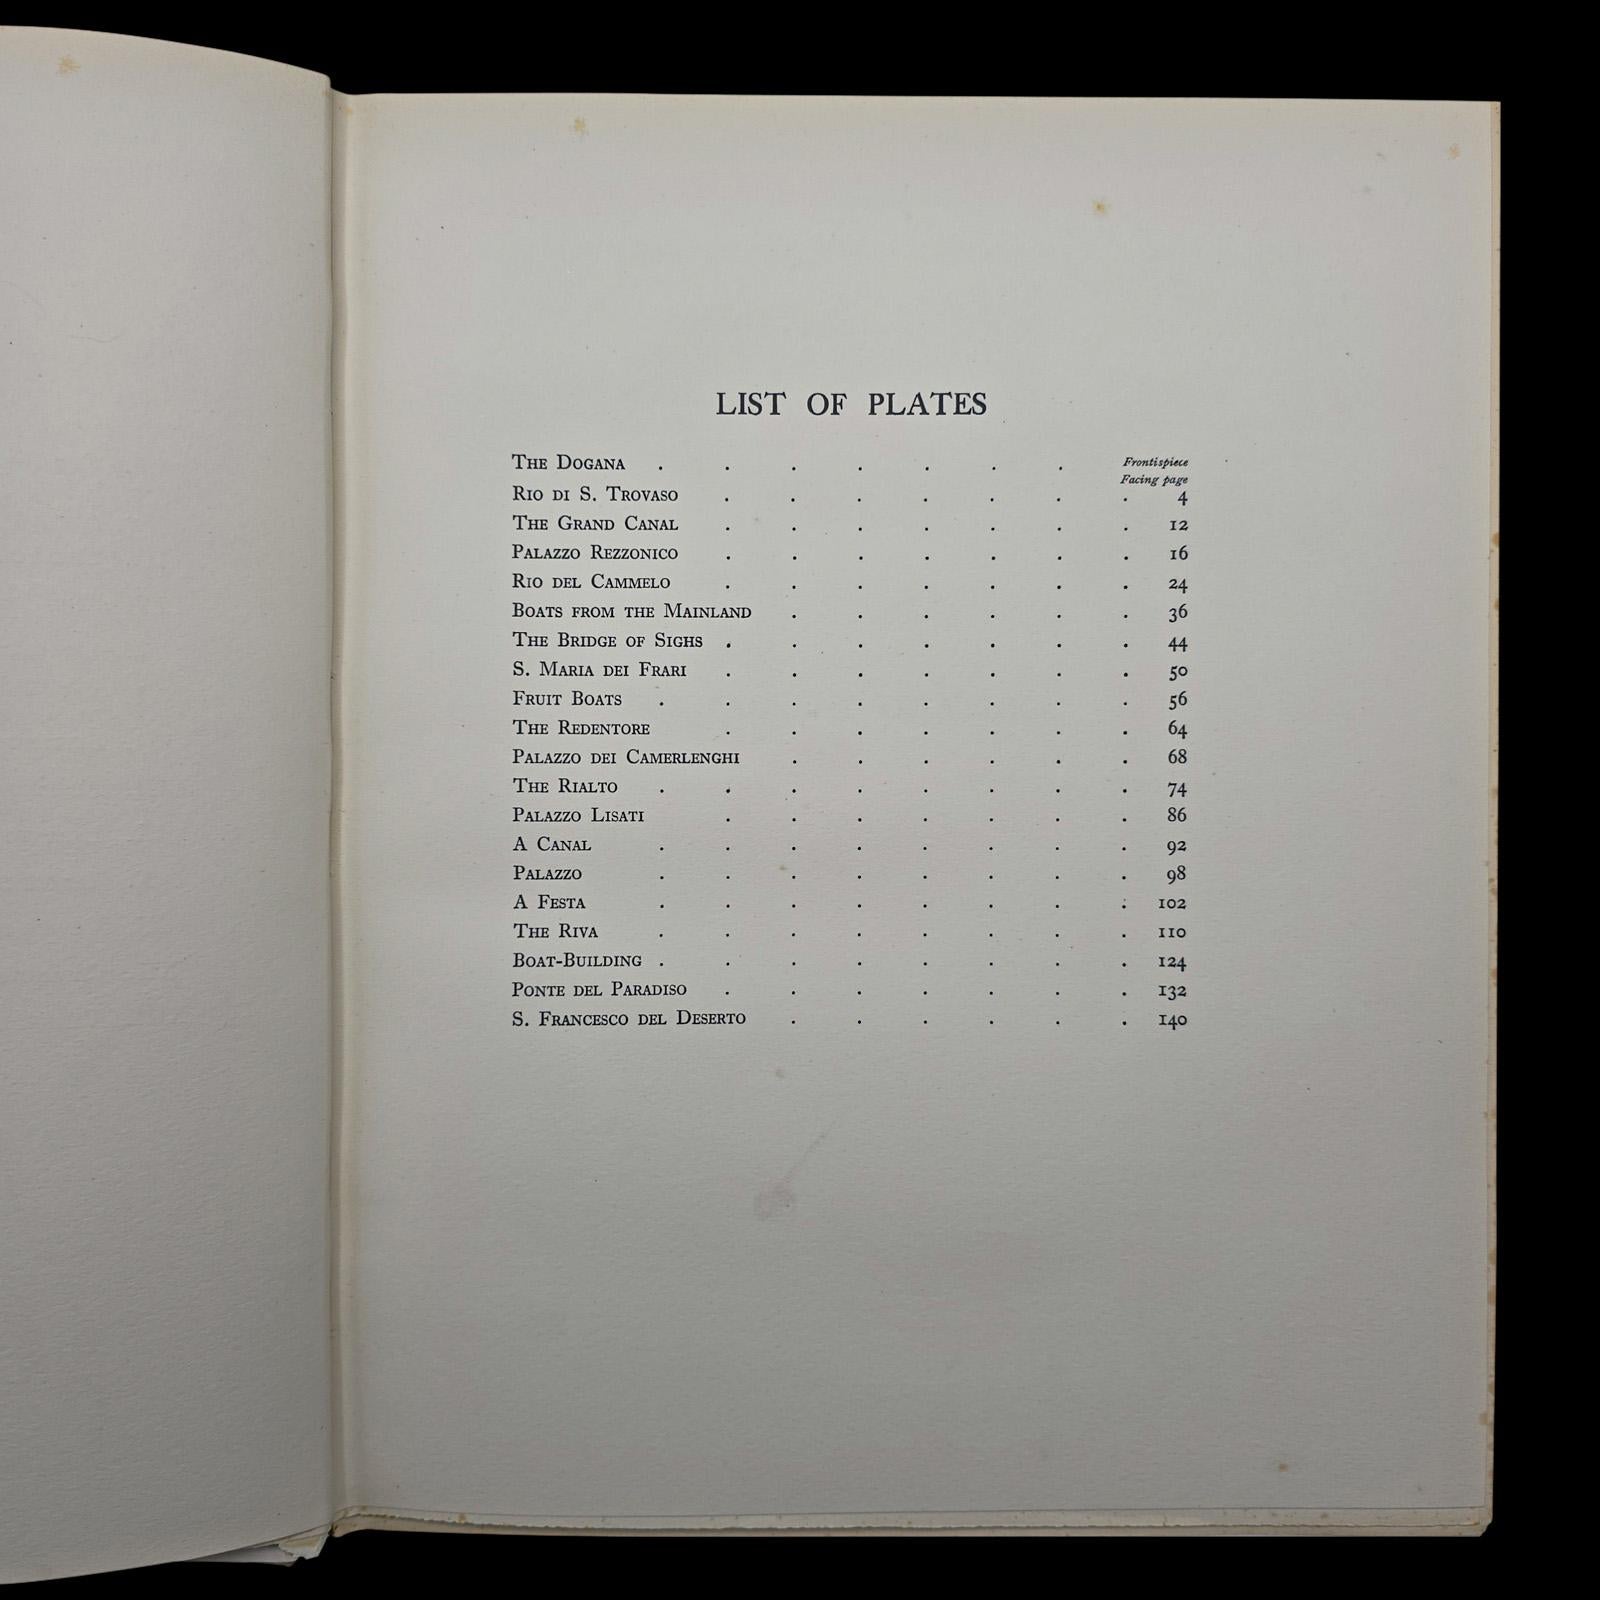 LIST OF PLATES
THE DOGANA . . . . . . . Frontispiece
Facing page
RIO DI S. TROVASO . . . . . . . 4
THE GRAND CANAL . . . . . . . 12
PALAZZO REZZONICO . . . . . . . 16
RIO DEL CAMMELO . . . . . . . 24
BOATS FROM THE MAINLAND . . . . . . 36
THE BRIDGE OF SIGHS . . . . . . . 44
S. MARIA DEI FRARI . . . . . . . 50
FRUIT BOATS . . . . . . . . 56
THE REDENTORE . . . . . . . 64
PALAZZO DEI CAMERLENGHI . . . . . . 68
THE RIALTO . . . . . . . . 74
PALAZZO LISATI . . . . . . . 86
A CANAL . . . . . . . . 92
PALAZZO . . . . . . . . 98
A FESTA . . . . . . . . 102
THE RIVA . . . . . . . . 110
BOAT-BUILDING . . . . . . . . 124
PONTE DEL PARADISO . . . . . . . 132
S. FRANCESCO DEL DESERTO . . . . . . 140